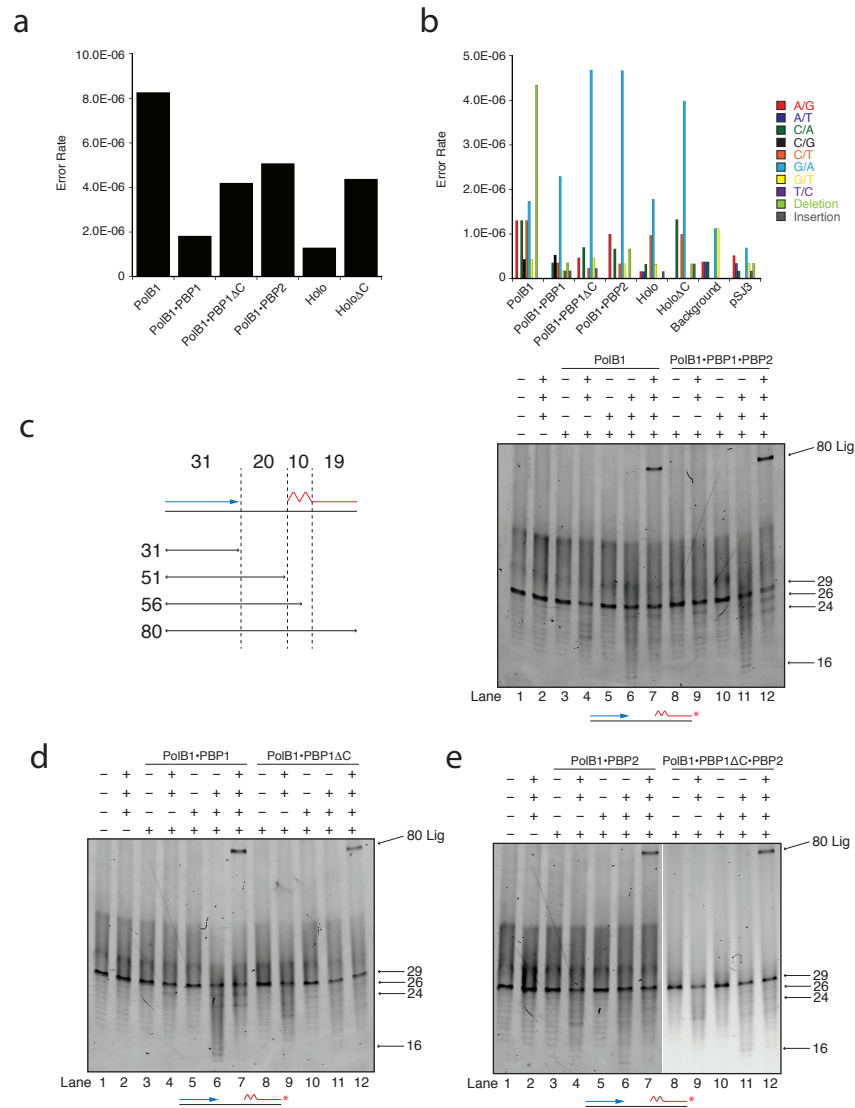 a
10.0E-06
8.0E-06
6.0E-06
4.0E-06
2.0E-06
0
Error Rate
PolB1
PolB1•PBP1
PolB1•PBP1ΔC
PolB1•PBP2
Holo
HoloΔC
b
5.0E-06
4.0E-06
3.0E-06
2.0E-06
1.0E-06
0
Error Rate
PolB1
PolB1•PBP1
PolB1•PBP1ΔC
PolB1•PBP2
Holo
HoloΔC
Background
pSJ3
A/G
A/T
C/A
C/G
C/T
G/A
G/T
T/C
Deletion
Insertion
c
31 20 10 19
31
51
56
80
PolB1 PolB1•PBP1•PBP2
– + – + – + + – + – + +
– + – + – + + – + – + +
– + – – + + + – – + + +
– – + + + + + + + + + +
80 Lig
29
26
24
16
Lane 1 2 3 4 5 6 7 8 9 10 11 12
*
d
PolB1•PBP1 PolB1•PBP1ΔC
– + – – – – + – – – – +
– + – + – + + – + – + +
– + – – + + + – – + + +
– – + + + + + + + + + +
80 Lig
29
26
24
16
Lane 1 2 3 4 5 6 7 8 9 10 11 12
*
e
PolB1•PBP2 PolB1•PBP1ΔC•PBP2
– + – – – – + – – – – +
– + – + – + + – + – + +
– + – – + + + – – + + +
– – + + + + + + + + + +
80 Lig
29
26
24
16
Lane 1 2 3 4 5 6 7 8 9 10 11 12
*